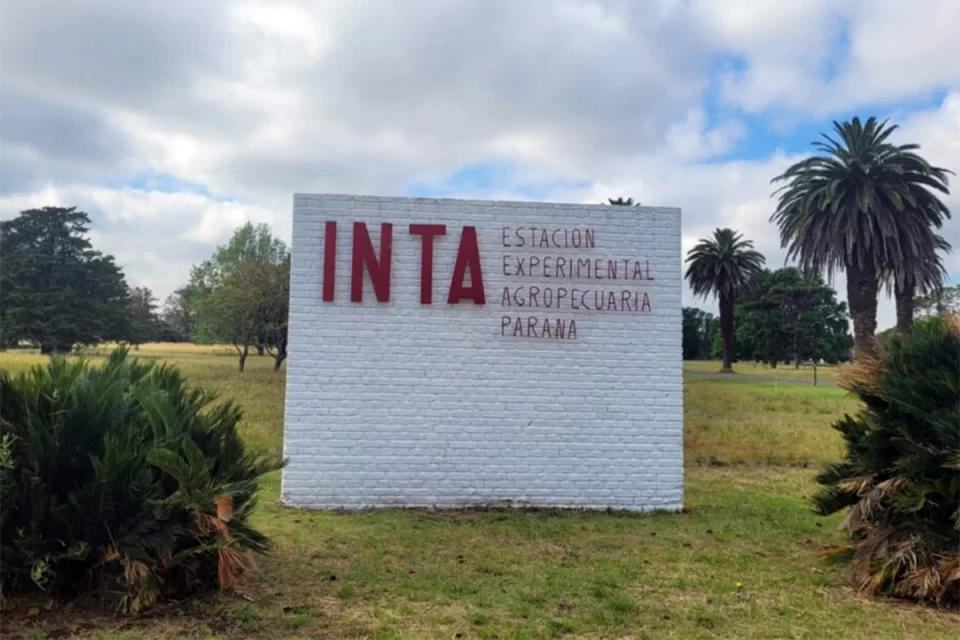 INTA
ESTACION
EXPERIMENTAL
AGROPECUARIA
PARANA